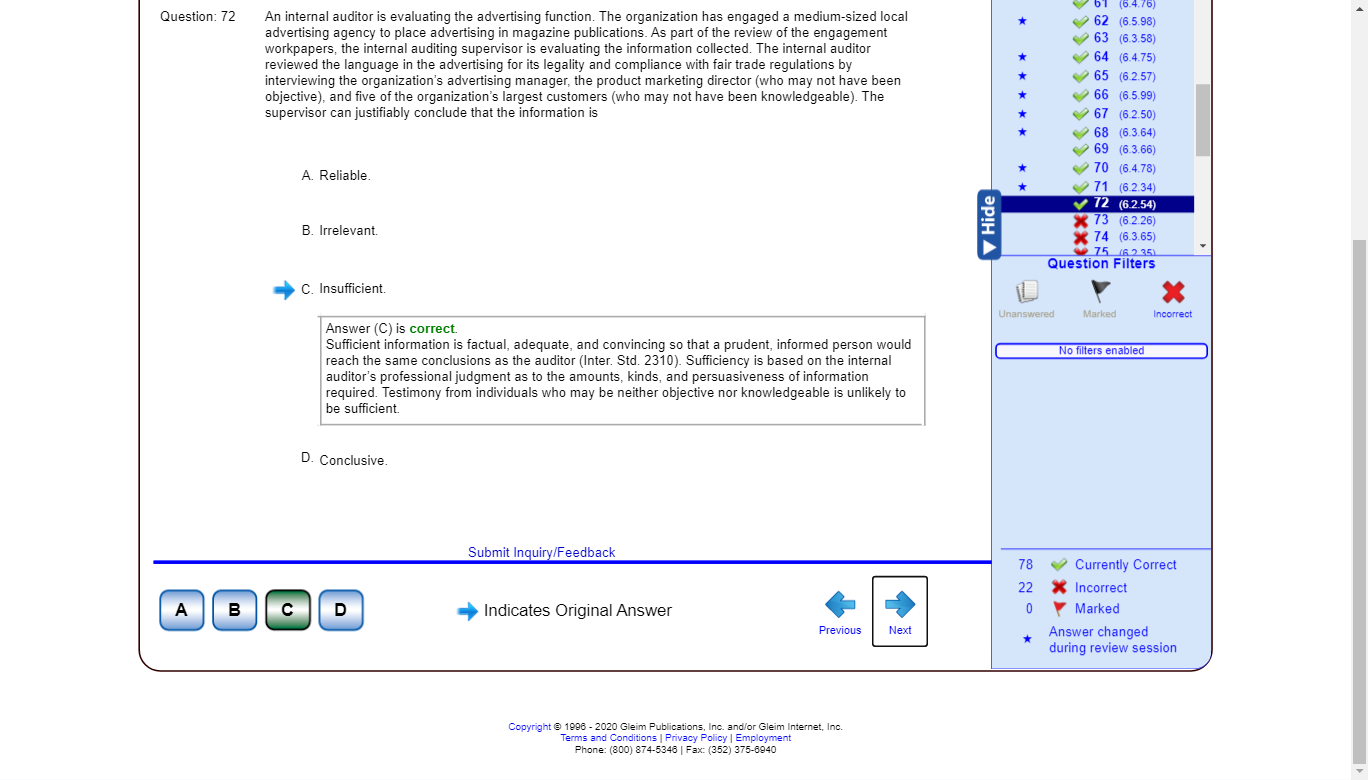 Question: 72
An internal auditor is evaluating the advertising function. The organization has engaged a medium-sized local
advertising agency to place advertising in magazine publications. As part of the review of the engagement
workpapers, the internal auditing supervisor is evaluating the information collected. The internal auditor
reviewed the language in the advertising for its legality and compliance with fair trade regulations by
interviewing the organization's advertising manager, the product marketing director (who may not have been
objective), and five of the organization's largest customers (who may not have been knowledgeable). The
supervisor can justifiably conclude that the information is
A. Reliable.
B. Irrelevant.
C. Insufficient.
Answer (C) is correct.
Sufficient information is factual, adequate, and convincing so that a prudent, informed person would
reach the same conclusions as the auditor (Inter. Std. 2310). Sufficiency is based on the internal
auditor's professional judgment as to the amounts, kinds, and persuasiveness of information
required. Testimony from individuals who may be neither objective nor knowledgeable is unlikely to
be sufficient.
D. Conclusive.
Submit Inquiry/Feedback
A B C D
Indicates Original Answer
Previous
Next
61 (6.4.76)
★ 62 (6.5.98)
63 (6.3.58)
★ 64 (6.4.75)
★ 65 (6.2.57)
★ 66 (6.5.99)
★ 67 (6.2.50)
★ 68 (6.3.64)
69 (6.3.66)
★ 70 (6.4.78)
★ 71 (6.2.34)
72 (6.2.54)
73 (6.2.26)
74 (6.3.65)
75 (6.2.35)
Hide
Question Filters
Unanswered
Marked
Incorrect
No filters enabled
78 Currently Correct
22 Incorrect
0 Marked
★ Answer changed
during review session
Copyright © 1996 - 2020 Gleim Publications, Inc. and/or Gleim Internet, Inc.
Terms and Conditions | Privacy Policy | Employment
Phone: (800) 874-5346 | Fax: (352) 375-6940